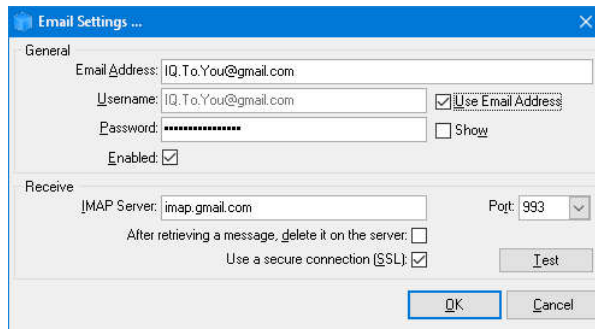 Email Settings ...
General
Email Address: IQ.To.You@gmail.com
Username: IQ.To.You@gmail.com Use Email Address
Password: •••••••••••••••• Show
Enabled:
Receive
IMAP Server: imap.gmail.com Port: 993
After retrieving a message, delete it on the server:
Use a secure connection (SSL): Test
OK Cancel